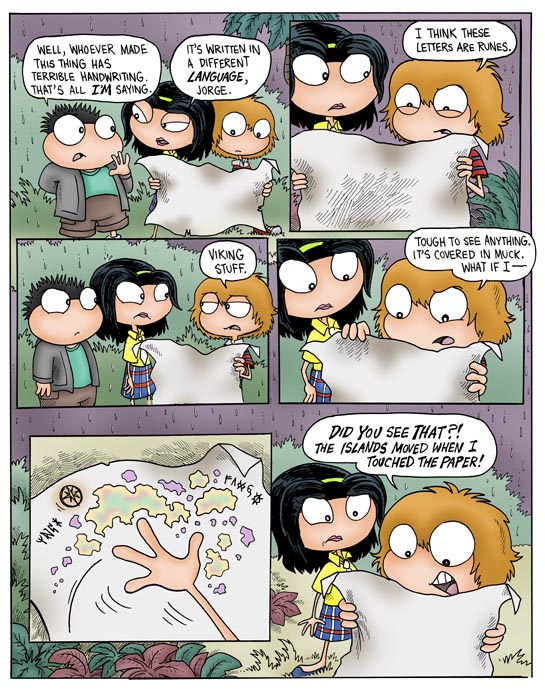 WELL, WHOEVER MADE
THIS THING HAS
TERRIBLE HANDWRITING.
THAT'S ALL I'M SAYING.
IT'S WRITTEN IN
A DIFFERENT
LANGUAGE,
JORGE.
I THINK THESE
LETTERS ARE RUNES.
VIKING
STUFF.
TOUGH TO SEE ANYTHING.
IT'S COVERED IN MUCK.
WHAT IF I—
DID YOU SEE THAT?!
THE ISLANDS MOVED WHEN I
TOUCHED THE PAPER!